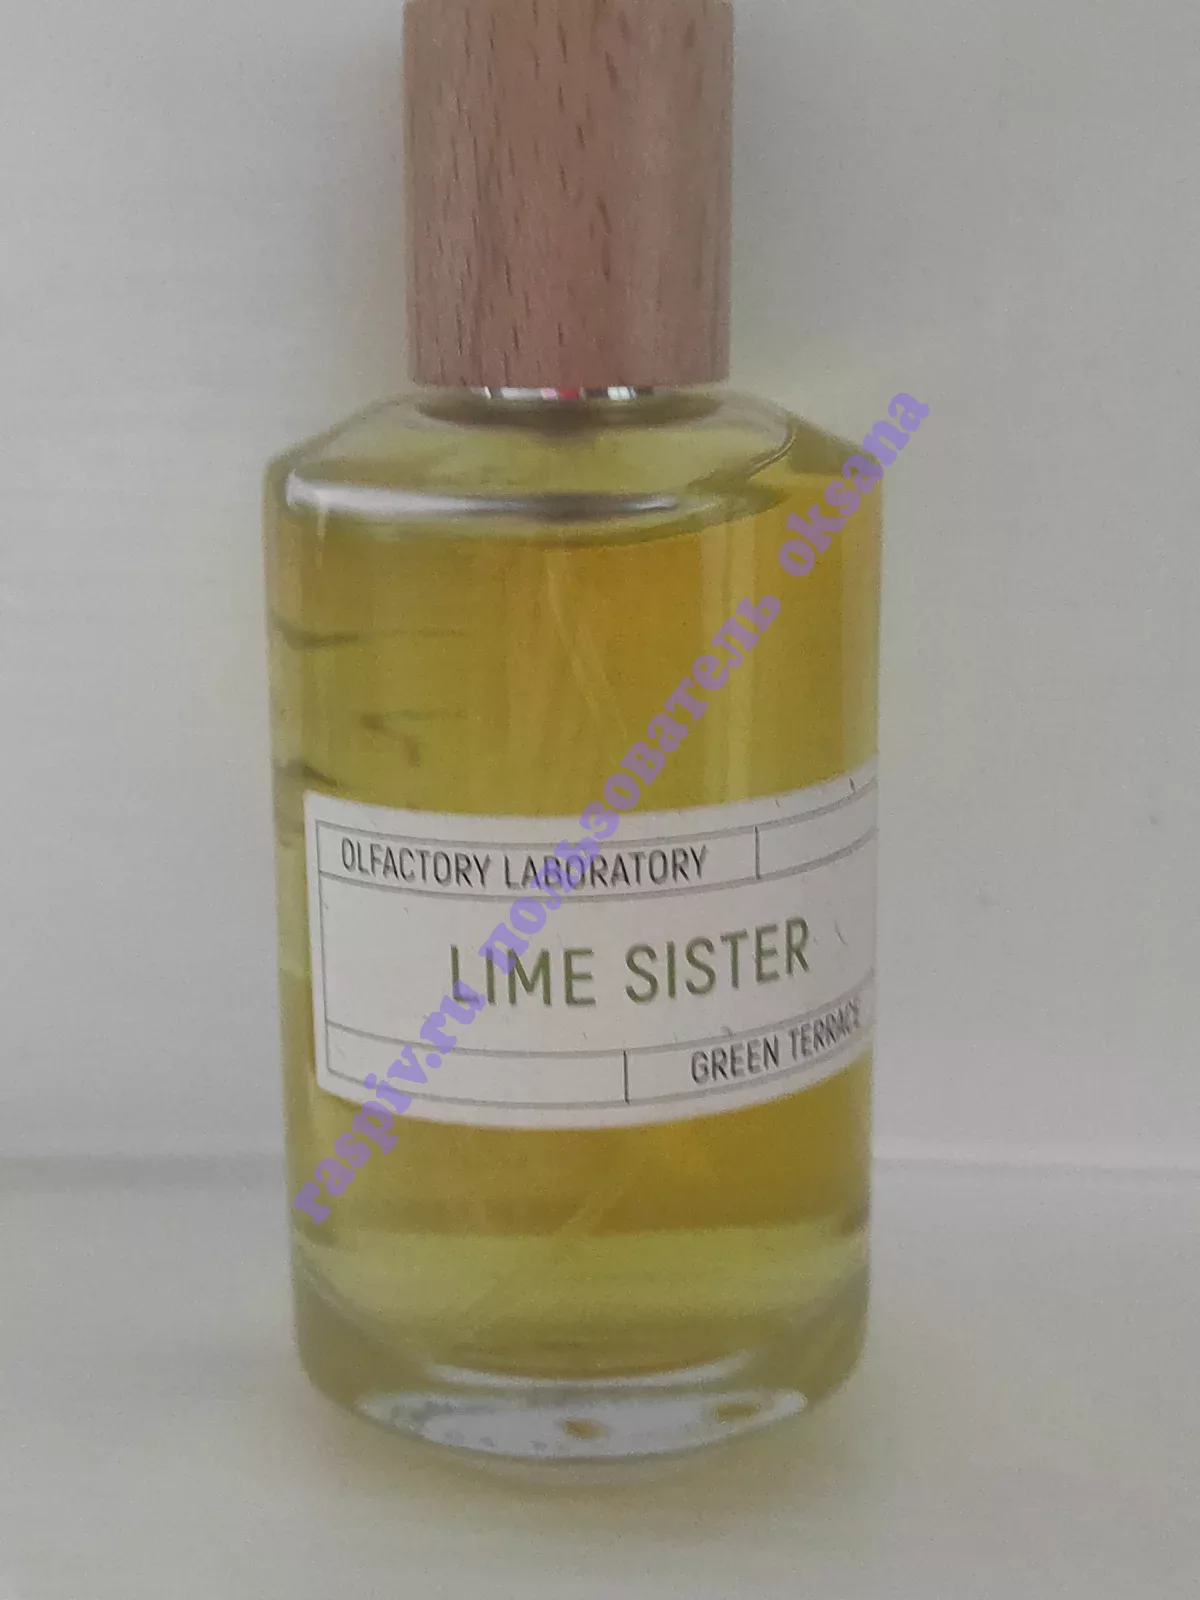 OLFACTORY LABORATORY
LIME SISTER
GREEN TERRACE
raspiv.ru пользователь oksana